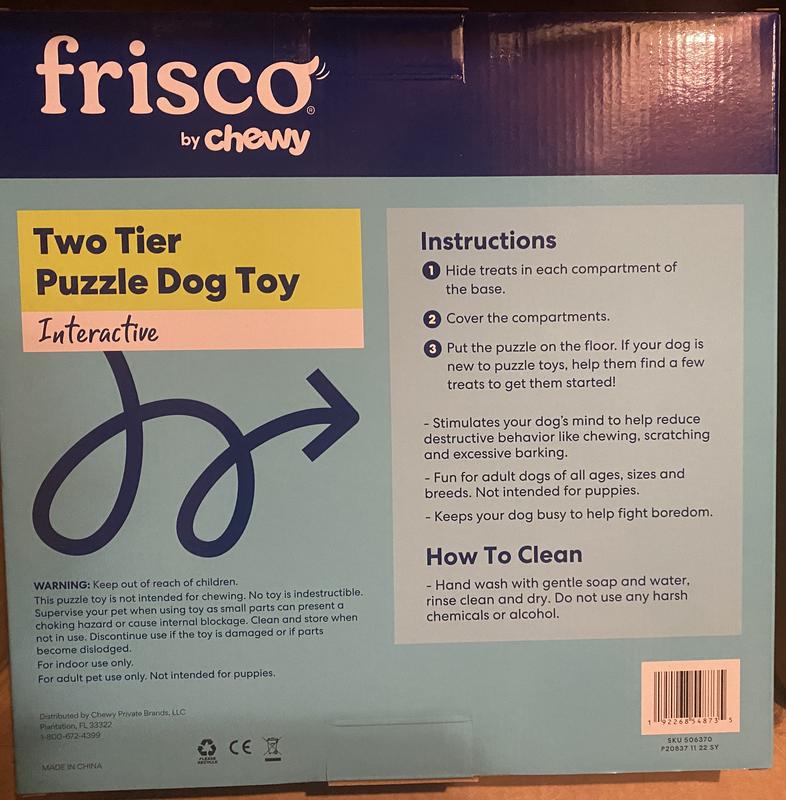 frisco®
by chewy
Two Tier
Puzzle Dog Toy
Interactive
Instructions
1 Hide treats in each compartment of
the base.
2 Cover the compartments.
3 Put the puzzle on the floor. If your dog is
new to puzzle toys, help them find a few
treats to get them started!
- Stimulates your dog's mind to help reduce
destructive behavior like chewing, scratching
and excessive barking.
- Fun for adult dogs of all ages, sizes and
breeds. Not intended for puppies.
- Keeps your dog busy to help fight boredom.
How To Clean
- Hand wash with gentle soap and water,
rinse clean and dry. Do not use any harsh
chemicals or alcohol.
WARNING: Keep out of reach of children.
This puzzle toy is not intended for chewing. No toy is indestructible.
Supervise your pet when using toy as small parts can present a
choking hazard or cause internal blockage. Clean and store when
not in use. Discontinue use if the toy is damaged or if parts
become dislodged.
For indoor use only.
For adult pet use only. Not intended for puppies.
Distributed by Chewy Private Brands, LLC
Plantation, FL 33322
1-800-672-4399
MADE IN CHINA
PLEASE
RECYCLE
CE
1 92268 54873 5
SKU 506370
P20837 11 22 SY